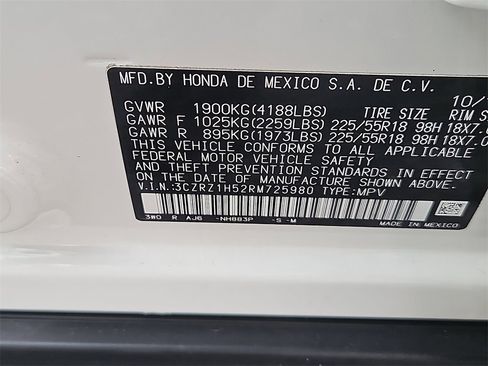 MFD.BY HONDA DE MEXICO S.A. DE C.V.
10/
GVWR 1900KG(4188LBS) TIRE SIZE RIM S
GAWR F 1025KG(2259LBS) 225/55R18 98H 18X7.0
GAWR R 895KG(1973LBS) 225/55R18 98H 18X7.0
THIS VEHICLE CONFORMS TO ALL APPLICABLE
FEDERAL MOTOR VEHICLE SAFETY AND
THEFT PREVENTION STANDARDS IN EFFECT ON
THE DATE OF MANUFACTURE SHOWN ABOVE.
V.I.N.:3CZRZ1H52RM725980 TYPE:MPV
3W0 R AJ6 -NH883P -S -M MADE IN MEXICO